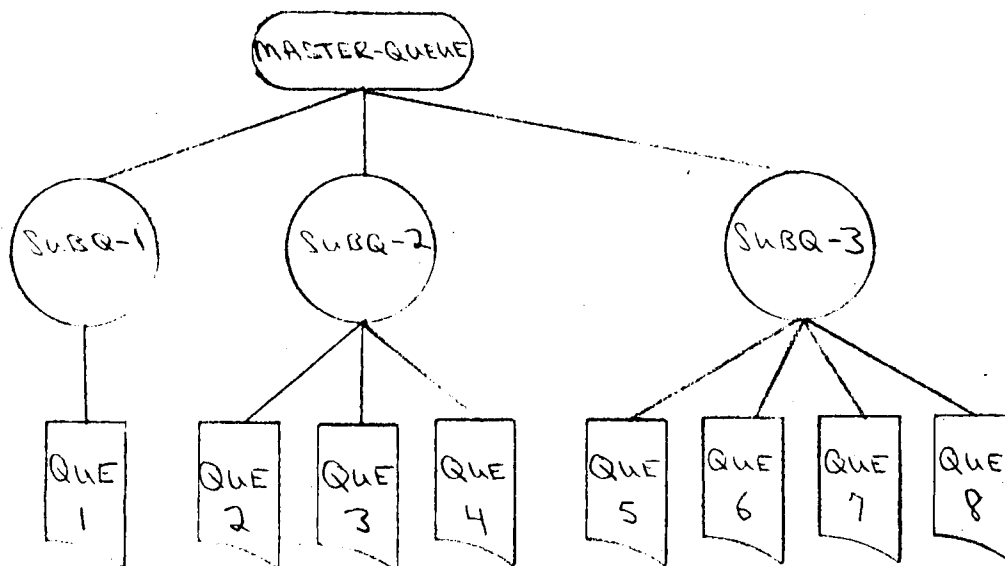 MASTER-QUEUE
SUBQ-1
SUBQ-2
SUBQ-3
QUE
1
QUE
2
QUE
3
QUE
4
QUE
5
QUE
6
QUE
7
QUE
8